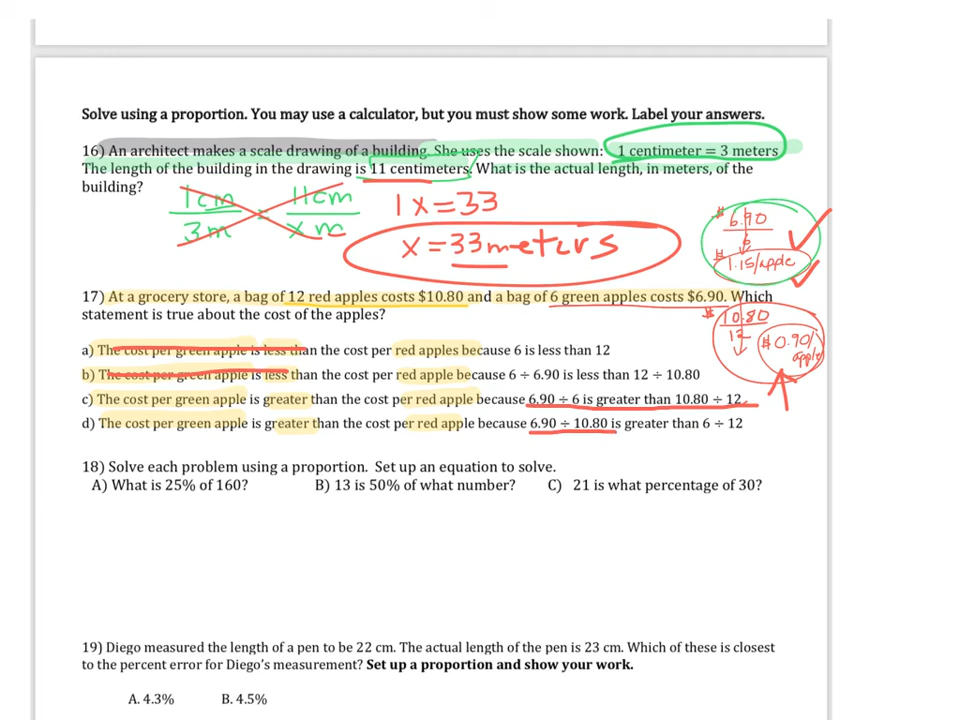 Solve using a proportion. You may use a calculator, but you must show some work. Label your answers.
16) An architect makes a scale drawing of a building. She uses the scale shown: 1 centimeter = 3 meters
The length of the building in the drawing is 11 centimeters. What is the actual length, in meters, of the
building?
1cm = 11cm
3m x m
1x=33
x=33meters
$6.90
6
$1.15/apple
17) At a grocery store, a bag of 12 red apples costs $10.80 and a bag of 6 green apples costs $6.90. Which
statement is true about the cost of the apples?
$10.80
12
$0.90/
apple
a) The cost per green apple is less than the cost per red apples because 6 is less than 12
b) The cost per green apple is less than the cost per red apple because 6 ÷ 6.90 is less than 12 ÷ 10.80
c) The cost per green apple is greater than the cost per red apple because 6.90 ÷ 6 is greater than 10.80 ÷ 12
d) The cost per green apple is greater than the cost per red apple because 6.90 ÷ 10.80 is greater than 6 ÷ 12
18) Solve each problem using a proportion. Set up an equation to solve.
A) What is 25% of 160? B) 13 is 50% of what number? C) 21 is what percentage of 30?
19) Diego measured the length of a pen to be 22 cm. The actual length of the pen is 23 cm. Which of these is closest
to the percent error for Diego's measurement? Set up a proportion and show your work.
A. 4.3% B. 4.5%